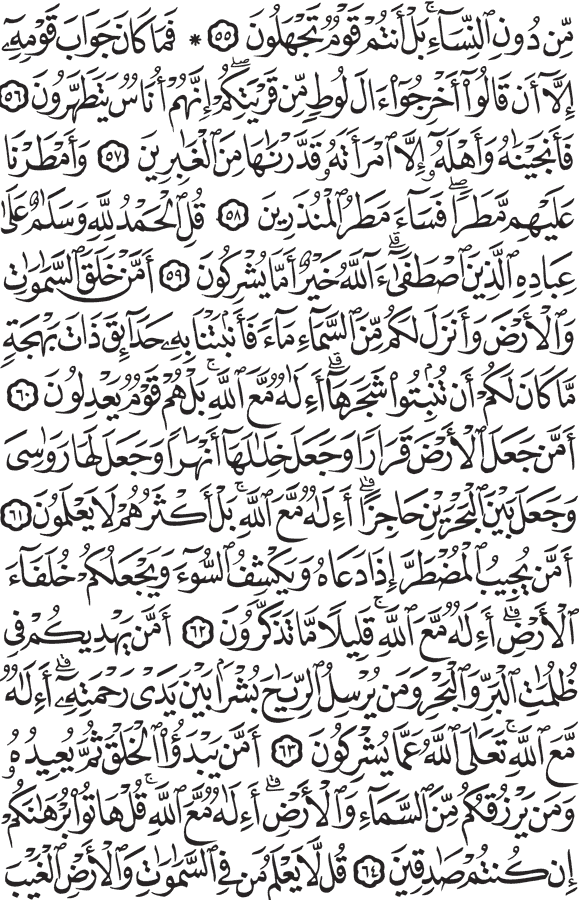 مِّن دُونِ ٱلنِّسَآءِۚ بَلْ أَنتُمْ قَوْمٌ تَجْهَلُونَ ۝٥٥ * فَمَا كَانَ جَوَابَ قَوْمِهِۦٓ
إِلَّآ أَن قَالُوٓاْ أَخْرِجُوٓاْ ءَالَ لُوطٍ مِّن قَرْيَتِكُمْۖ إِنَّهُمْ أُنَاسٌ يَتَطَهَّرُونَ ۝٥٦
فَأَنجَيْنَٰهُ وَأَهْلَهُۥٓ إِلَّا ٱمْرَأَتَهُۥ قَدَّرْنَٰهَا مِنَ ٱلْغَٰبِرِينَ ۝٥٧ وَأَمْطَرْنَا
عَلَيْهِم مَّطَرًاۖ فَسَآءَ مَطَرُ ٱلْمُنذَرِينَ ۝٥٨ قُلِ ٱلْحَمْدُ لِلَّهِ وَسَلَٰمٌ عَلَىٰ
عِبَادِهِ ٱلَّذِينَ ٱصْطَفَىٰٓۗ ءَآللَّهُ خَيْرٌ أَمَّا يُشْرِكُونَ ۝٥٩ أَمَّنْ خَلَقَ ٱلسَّمَٰوَٰتِ
وَٱلْأَرْضَ وَأَنزَلَ لَكُم مِّنَ ٱلسَّمَآءِ مَآءً فَأَنۢبَتْنَا بِهِۦ حَدَآئِقَ ذَاتَ بَهْجَةٍ
مَّا كَانَ لَكُمْ أَن تُنۢبِتُواْ شَجَرَهَآۗ أَءِلَٰهٌ مَّعَ ٱللَّهِۚ بَلْ هُمْ قَوْمٌ يَعْدِلُونَ ۝٦٠
أَمَّن جَعَلَ ٱلْأَرْضَ قَرَارًا وَجَعَلَ خِلَٰلَهَآ أَنْهَٰرًا وَجَعَلَ لَهَا رَوَٰسِىَ
وَجَعَلَ بَيْنَ ٱلْبَحْرَيْنِ حَاجِزًاۗ أَءِلَٰهٌ مَّعَ ٱللَّهِۚ بَلْ أَكْثَرُهُمْ لَا يَعْلَمُونَ ۝٦١
أَمَّن يُجِيبُ ٱلْمُضْطَرَّ إِذَا دَعَاهُ وَيَكْشِفُ ٱلسُّوٓءَ وَيَجْعَلُكُمْ خُلَفَآءَ
ٱلْأَرْضِۗ أَءِلَٰهٌ مَّعَ ٱللَّهِۚ قَلِيلًا مَّا تَذَكَّرُونَ ۝٦٢ أَمَّن يَهْدِيكُمْ فِى
ظُلُمَٰتِ ٱلْبَرِّ وَٱلْبَحْرِ وَمَن يُرْسِلُ ٱلرِّيَٰحَ بُشْرًۢا بَيْنَ يَدَىْ رَحْمَتِهِۦٓۗ أَءِلَٰهٌ
مَّعَ ٱللَّهِۚ تَعَٰلَى ٱللَّهُ عَمَّا يُشْرِكُونَ ۝٦٣ أَمَّن يَبْدَؤُاْ ٱلْخَلْقَ ثُمَّ يُعِيدُهُۥ
وَمَن يَرْزُقُكُم مِّنَ ٱلسَّمَآءِ وَٱلْأَرْضِۗ أَءِلَٰهٌ مَّعَ ٱللَّهِۚ قُلْ هَاتُواْ بُرْهَٰنَكُمْ
إِن كُنتُمْ صَٰدِقِينَ ۝٦٤ قُل لَّا يَعْلَمُ مَن فِى ٱلسَّمَٰوَٰتِ وَٱلْأَرْضِ ٱلْغَيْبَ